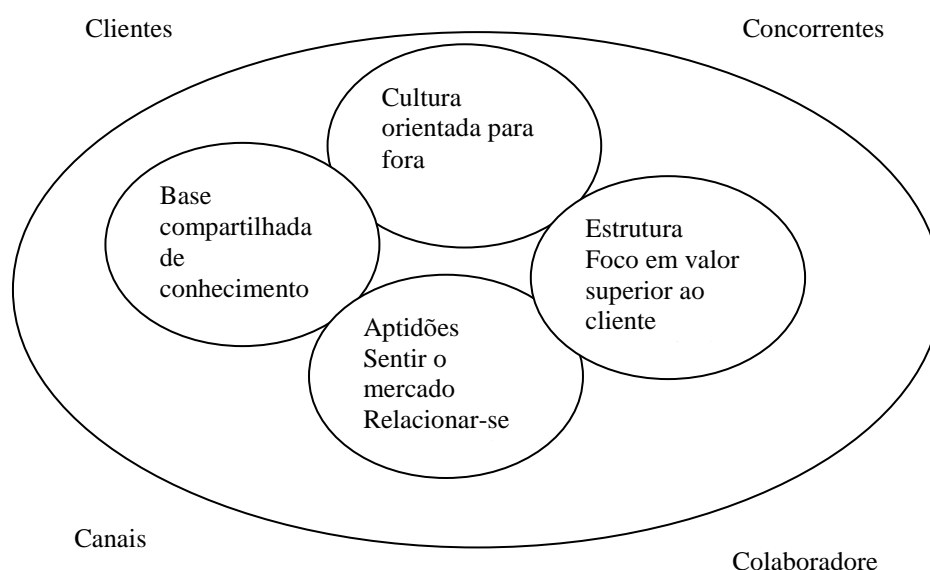 Clientes
Concorrentes
Cultura
orientada para
fora
Base
compartilhada
de
conhecimento
Estrutura
Foco em valor
superior ao
cliente
Aptidões
Sentir o
mercado
Relacionar-se
Canais
Colaboradore